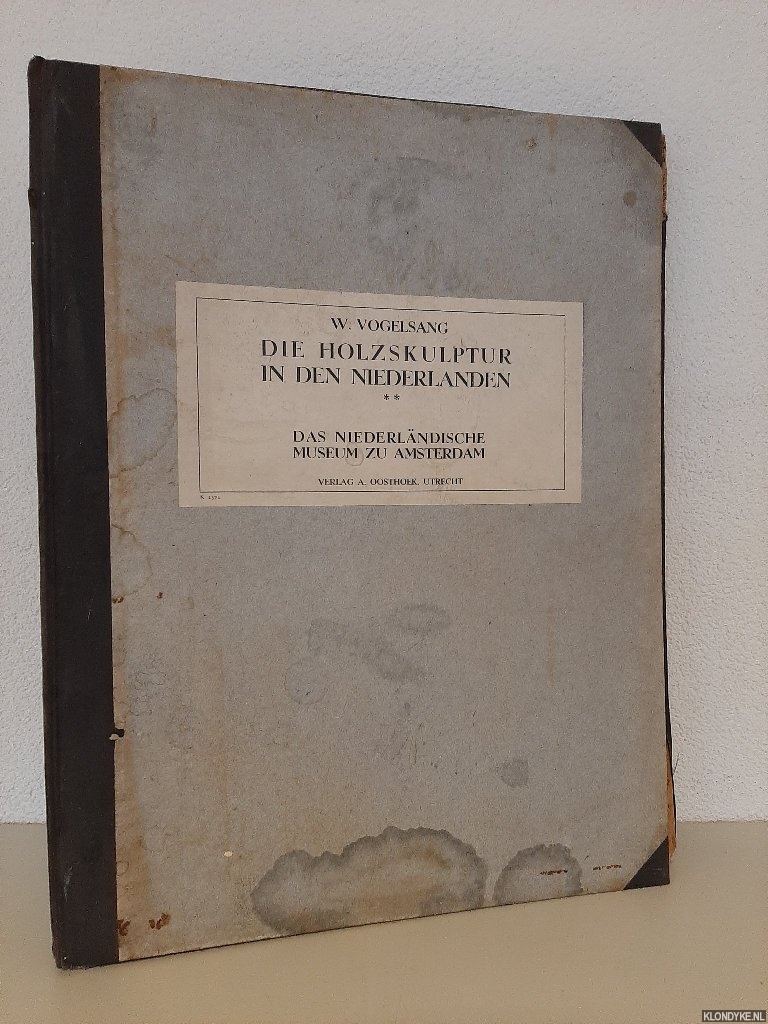 W. VOGELSANG
DIE HOLZSKULPTUR
IN DEN NIEDERLANDEN
**
DAS NIEDERLÄNDISCHE
MUSEUM ZU AMSTERDAM
VERLAG A. OOSTHOEK, UTRECHT
KLONDYKE.NL